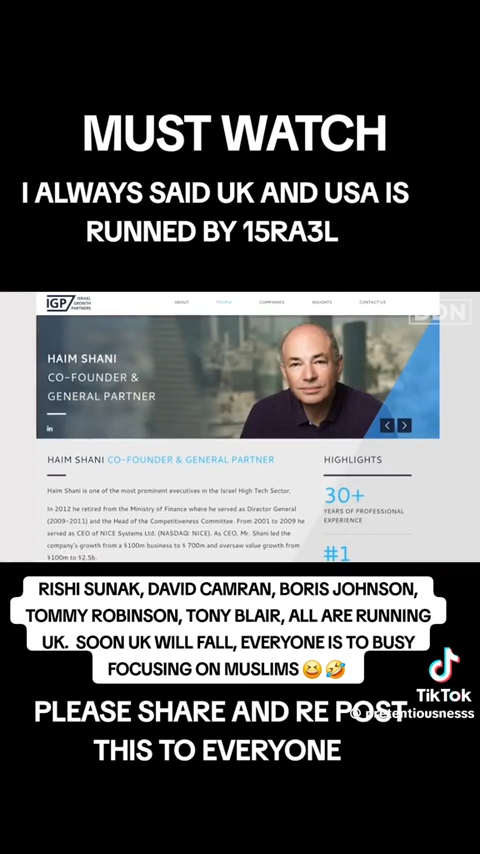 MUST WATCH
I ALWAYS SAID UK AND USA IS
RUNNED BY 15RA3L
IGP
ISRAEL
GROWTH
PARTNERS
ABOUT PEOPLE COMPANIES INSIGHTS CONTACT US
DDN
HAIM SHANI
CO-FOUNDER &
GENERAL PARTNER
in
HAIM SHANI CO-FOUNDER & GENERAL PARTNER
Haim Shani is one of the most prominent executives in the Israel High Tech Sector.
In 2012 he retired from the Ministry of Finance where he served as Director General
(2009-2011) and the Head of the Competitiveness Committee. From 2001 to 2009 he
served as CEO of NICE Systems Ltd. (NASDAQ: NICE). As CEO, Mr. Shani led the
company's growth from a $100m business to $ 700m and oversaw value growth from
$100m to $2.5b.
HIGHLIGHTS
30+
YEARS OF PROFESSIONAL
EXPERIENCE
#1
RISHI SUNAK, DAVID CAMRAN, BORIS JOHNSON,
TOMMY ROBINSON, TONY BLAIR, ALL ARE RUNNING
UK. SOON UK WILL FALL, EVERYONE IS TO BUSY
FOCUSING ON MUSLIMS 😆 🤣
PLEASE SHARE AND RE POST
THIS TO EVERYONE
TikTok
@pretentiousnesss